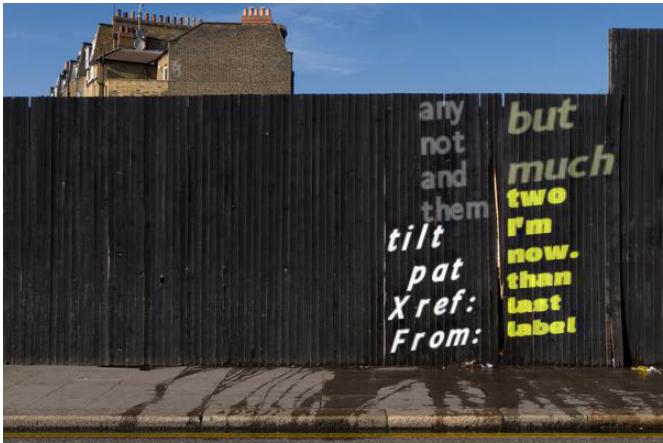 any
not
and
them
but
much
tilt
pat
Xref:
From:
two
I'm
now.
than
last
label